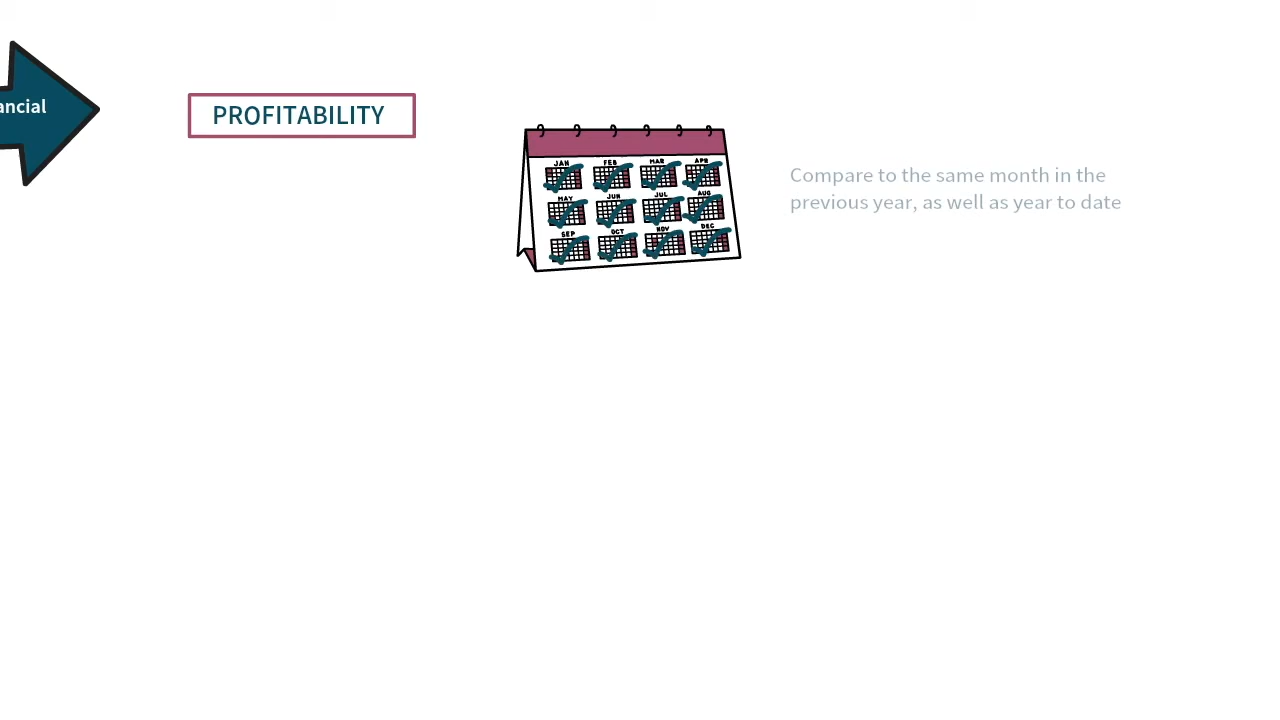 ancial
PROFITABILITY
JAN FEB MAR APR
MAY JUN JUL AUG
SEP OCT NOV DEC
Compare to the same month in the
previous year, as well as year to date